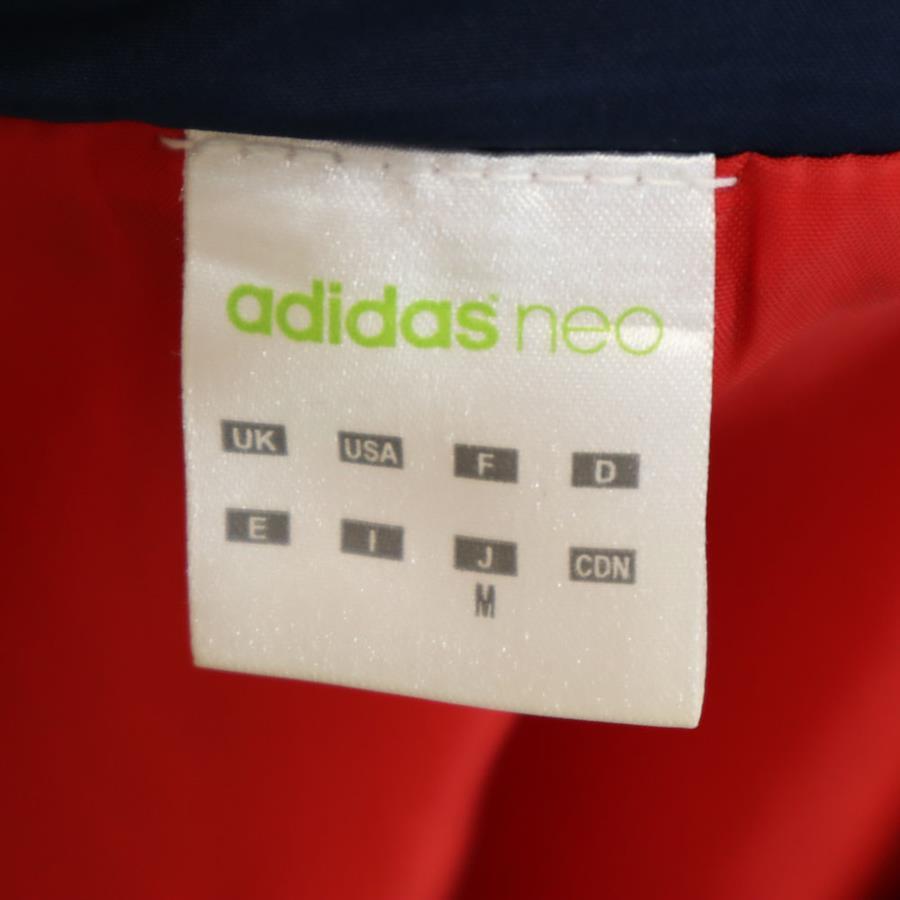 adidas neo
UK USA F D
E I J CDN
M